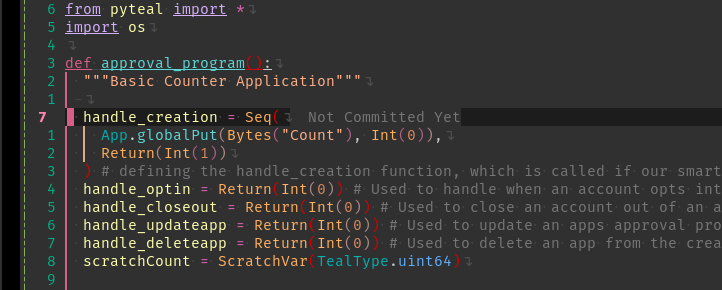 6 from pyteal import *
5 import os
4
3 def approval_program():
2 """Basic Counter Application"""
1
7 handle_creation = Seq( Not Committed Yet
1 App.globalPut(Bytes("Count"), Int(0)),
2 Return(Int(1))
3 ) # defining the handle_creation function, which is called if our smart
4 handle_optin = Return(Int(0)) # Used to handle when an account opts int
5 handle_closeout = Return(Int(0)) # Used to close an account out of an a
6 handle_updateapp = Return(Int(0)) # Used to update an apps approval pro
7 handle_deleteapp = Return(Int(0)) # Used to delete an app from the crea
8 scratchCount = ScratchVar(TealType.uint64)
9